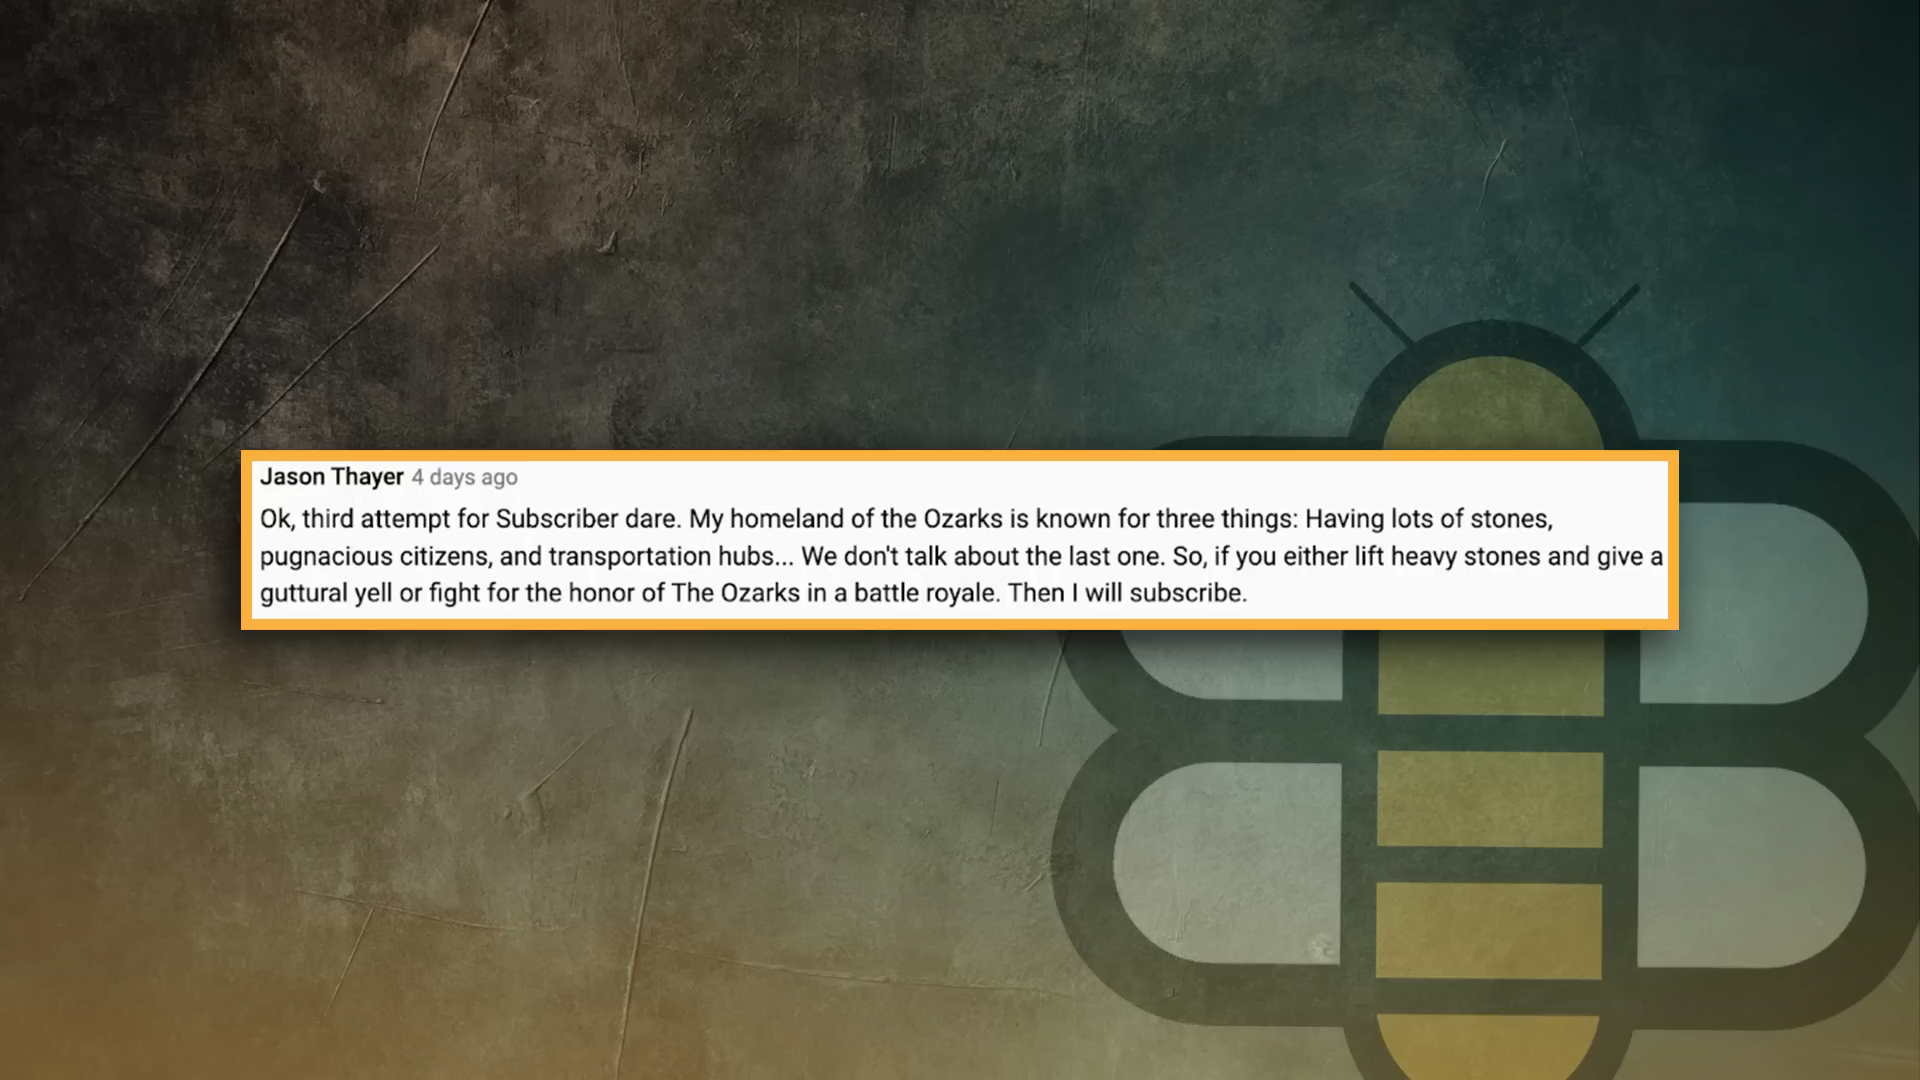 Jason Thayer 4 days ago
Ok, third attempt for Subscriber dare. My homeland of the Ozarks is known for three things: Having lots of stones,
pugnacious citizens, and transportation hubs... We don't talk about the last one. So, if you either lift heavy stones and give a
guttural yell or fight for the honor of The Ozarks in a battle royale. Then I will subscribe.